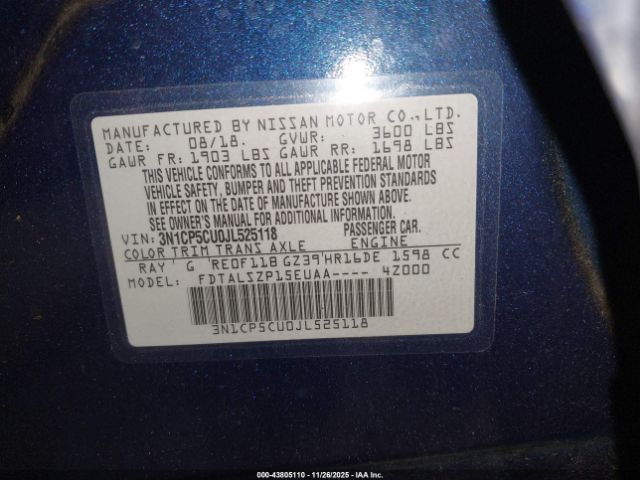 MANUFACTURED BY NISSAN MOTOR CO.,LTD.
DATE: 08/18. GVWR: 3600 LBS
GAWR FR: 1903 LBS GAWR RR: 1698 LBS
THIS VEHICLE CONFORMS TO ALL APPLICABLE FEDERAL MOTOR
VEHICLE SAFETY, BUMPER AND THEFT PREVENTION STANDARDS
IN EFFECT ON THE DATE OF MANUFACTURE SHOWN ABOVE.
SEE OWNER'S MANUAL FOR ADDITIONAL INFORMATION.
VIN: 3N1CP5CU0JL525118 PASSENGER CAR.
COLOR TRIM TRANS AXLE ENGINE
RAY' G 'RE0F11B GZ39'HR16DE 1598 CC
MODEL: FDTALSZP15EUAA---- 4Z000
3N1CP5CU0JL525118
000-43805110 - 11/26/2025 - IAA Inc.